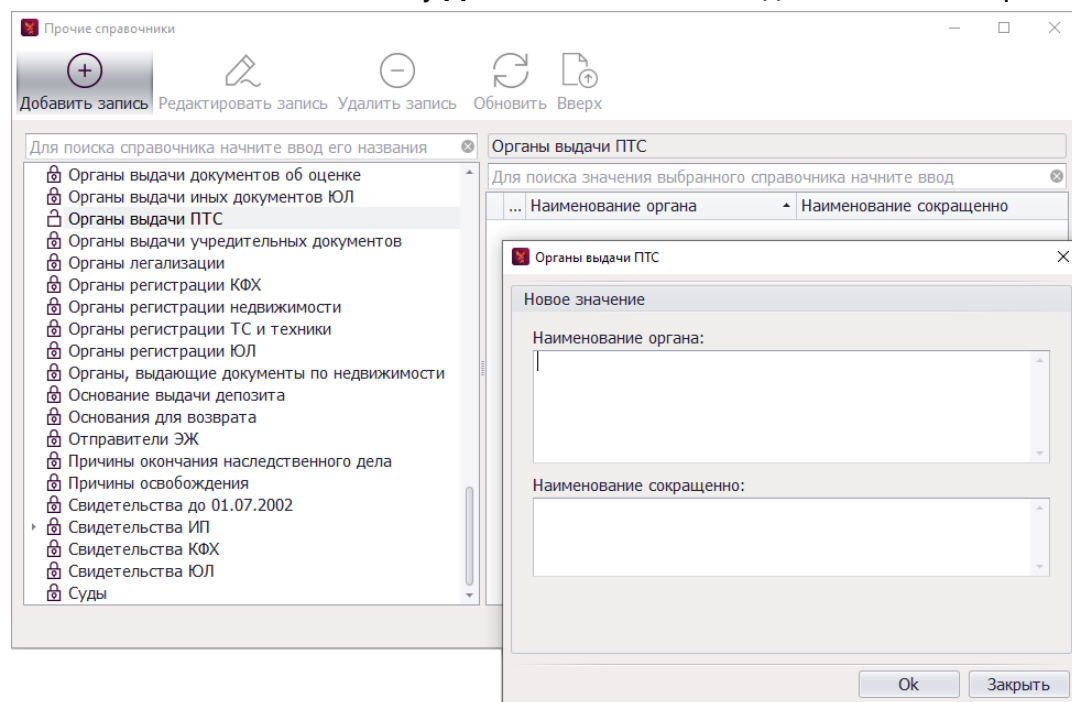 Прочие справочники
Добавить запись Редактировать запись Удалить запись Обновить Вверх
Для поиска справочника начните ввод его названия
Органы выдачи документов об оценке
Органы выдачи иных документов ЮЛ
Органы выдачи ПТС
Органы выдачи учредительных документов
Органы легализации
Органы регистрации КФХ
Органы регистрации недвижимости
Органы регистрации ТС и техники
Органы регистрации ЮЛ
Органы, выдающие документы по недвижимости
Основание выдачи депозита
Основания для возврата
Отправители ЭЖ
Причины окончания наследственного дела
Причины освобождения
Свидетельства до 01.07.2002
Свидетельства ИП
Свидетельства КФХ
Свидетельства ЮЛ
Суды
Органы выдачи ПТС
Для поиска значения выбранного справочника начните ввод
... Наименование органа Наименование сокращенно
Органы выдачи ПТС
Новое значение
Наименование органа:
Наименование сокращенно:
Ok Закрыть